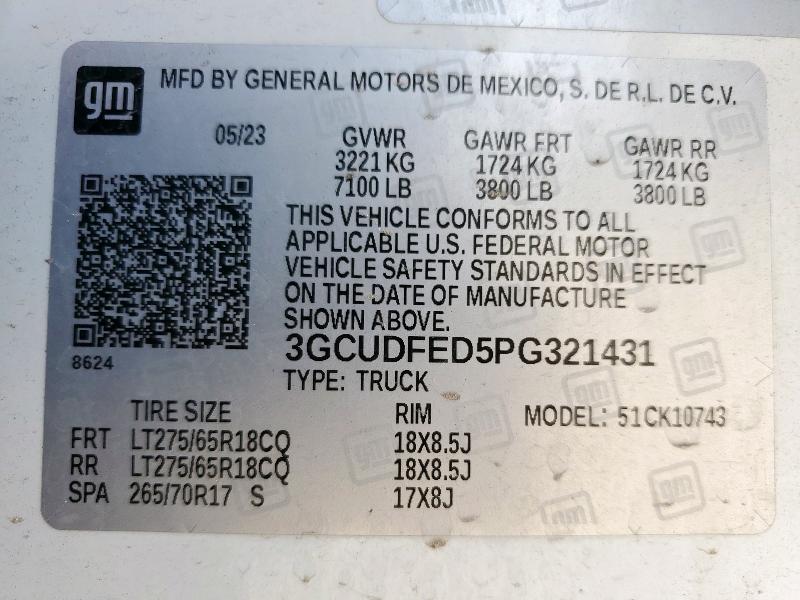 gm
MFD BY GENERAL MOTORS DE MEXICO, S. DE R.L. DE C.V.
05/23 GVWR GAWR FRT GAWR RR
3221 KG 1724 KG 1724 KG
7100 LB 3800 LB 3800 LB
THIS VEHICLE CONFORMS TO ALL
APPLICABLE U.S. FEDERAL MOTOR
VEHICLE SAFETY STANDARDS IN EFFECT
ON THE DATE OF MANUFACTURE
SHOWN ABOVE.
8624
3GCUDFED5PG321431
TYPE: TRUCK
TIRE SIZE RIM MODEL: 51CK10743
FRT LT275/65R18CQ 18X8.5J
RR LT275/65R18CQ 18X8.5J
SPA 265/70R17 S 17X8J